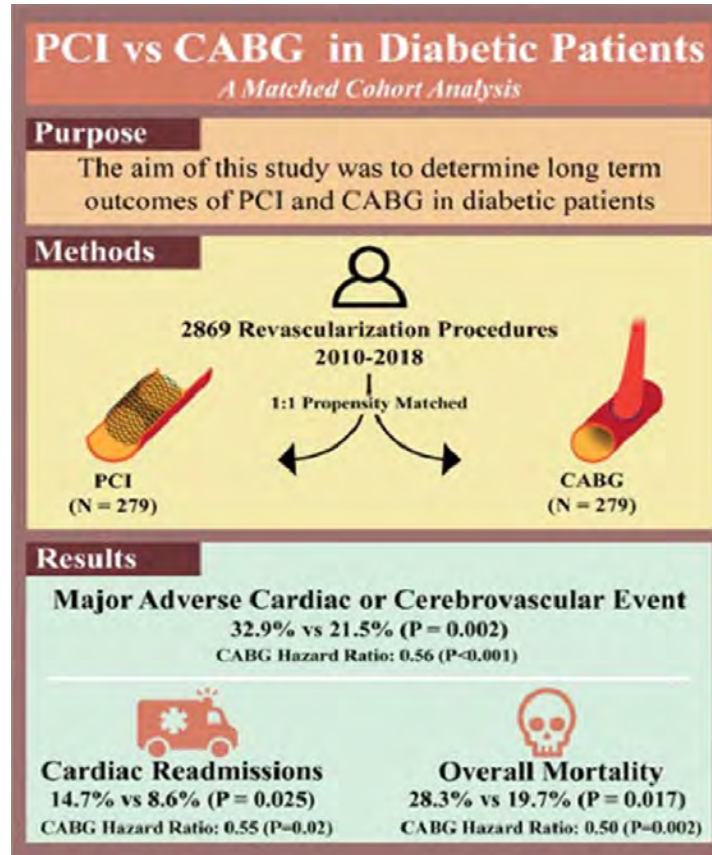 PCI vs CABG in Diabetic Patients
A Matched Cohort Analysis
Purpose
The aim of this study was to determine long term
outcomes of PCI and CABG in diabetic patients
Methods
2869 Revascularization Procedures
2010-2018
1:1 Propensity Matched
PCI
(N = 279)
CABG
(N = 279)
Results
Major Adverse Cardiac or Cerebrovascular Event
32.9% vs 21.5% (P = 0.002)
CABG Hazard Ratio: 0.56 (P<0.001)
Cardiac Readmissions
14.7% vs 8.6% (P = 0.025)
CABG Hazard Ratio: 0.55 (P=0.02)
Overall Mortality
28.3% vs 19.7% (P = 0.017)
CABG Hazard Ratio: 0.50 (P=0.002)